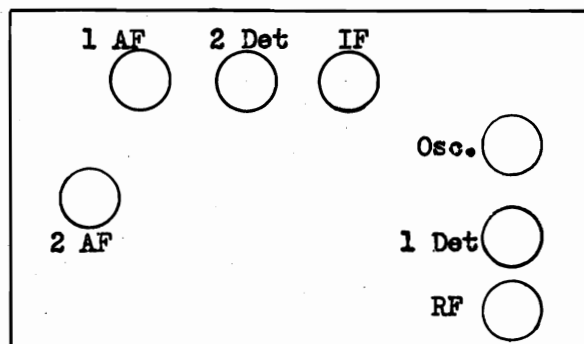 1 AF 2 Det IF
Osc.
2 AF
1 Det
RF